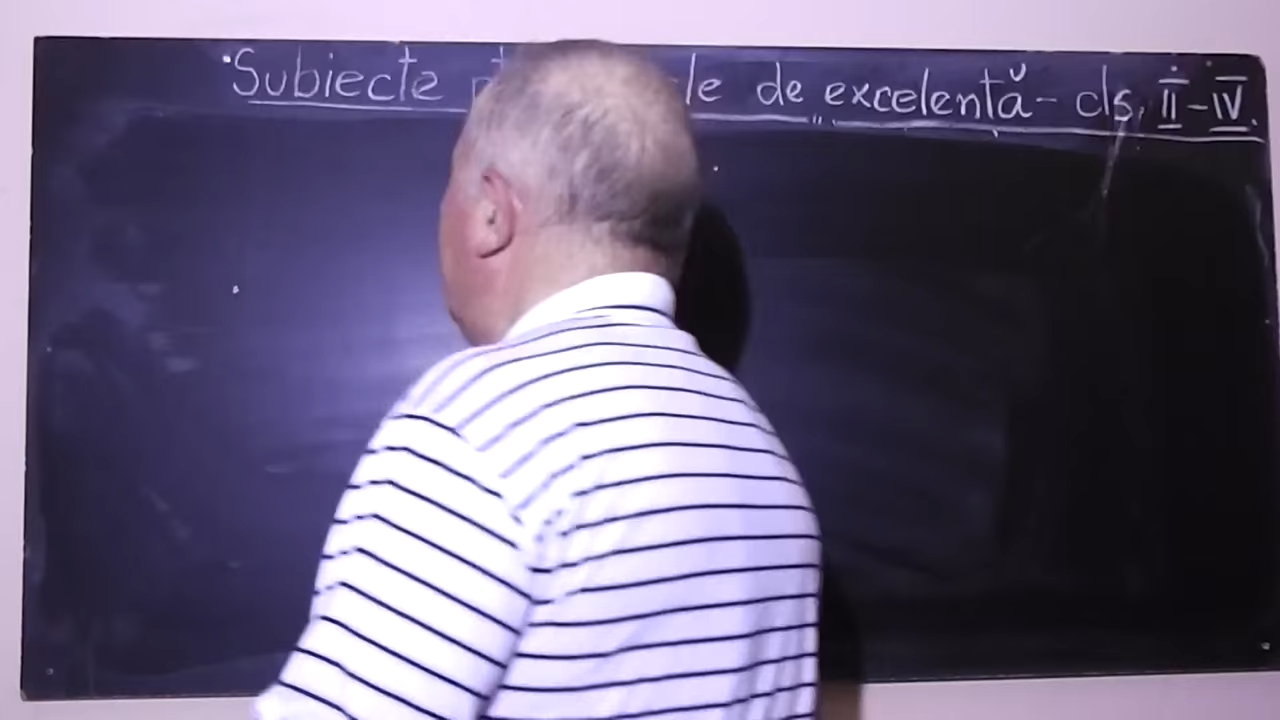 Subiecte de excelentă - cls. II - IV.